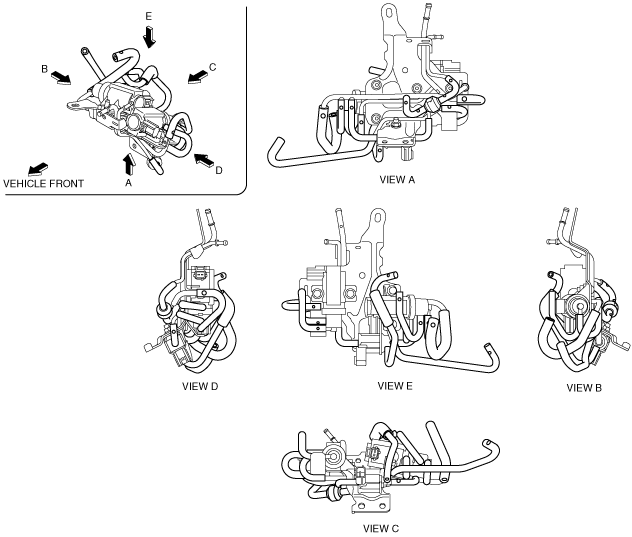 E
B
C
D
A
VEHICLE FRONT
VIEW A
VIEW D
VIEW E
VIEW B
VIEW C